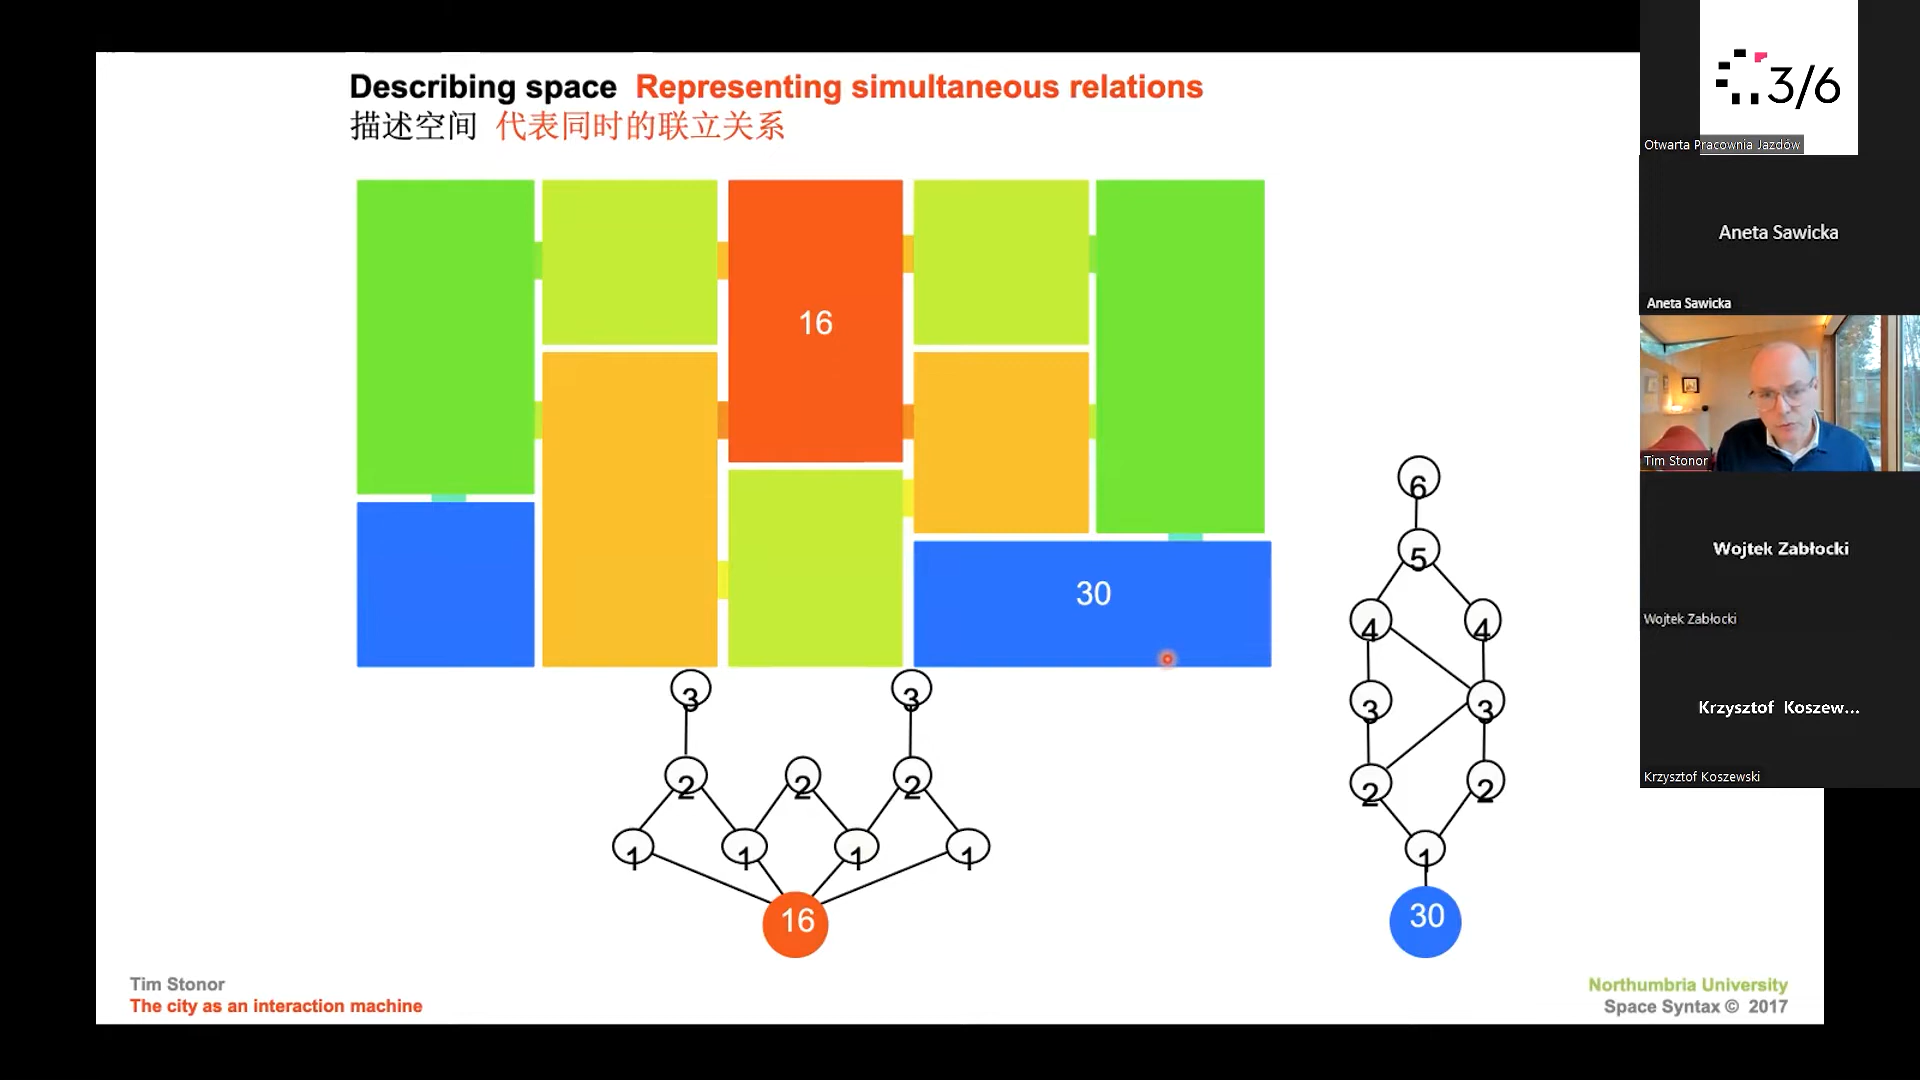 Describing space Representing simultaneous relations
描述空间 代表同时的联立关系
16
30
3 3
2 2 2
1 1 1 1
16
6
5
4 4
3 3
2 2
1
30
Tim Stonor
The city as an interaction machine
Northumbria University
Space Syntax © 2017
3/6
Otwarta Pracownia Jazdów
Aneta Sawicka
Aneta Sawicka
Tim Stonor
Wojtek Zabłocki
Wojtek Zabłocki
Krzysztof Koszew...
Krzysztof Koszewski